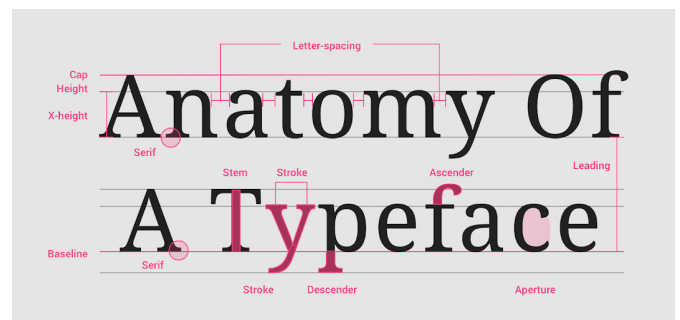 Letter-spacing
Cap
Height
X-height
Anatomy Of
Serif
Leading
Stem
Stroke
Ascender
A Typeface
Baseline
Serif
Stroke
Descender
Aperture